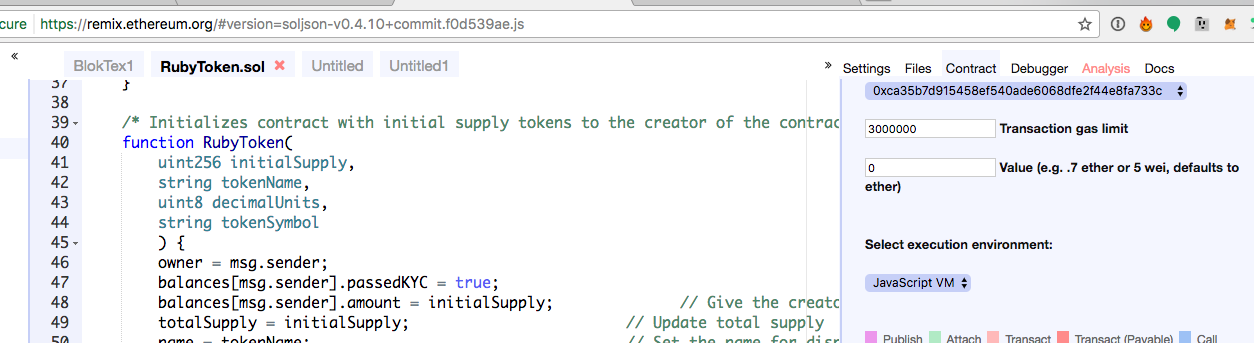 cure https://remix.ethereum.org/#version=soljson-v0.4.10+commit.f0d539ae.js
«
BlokTex1 RubyToken.sol ✖ Untitled Untitled1
» Settings Files Contract Debugger Analysis Docs
0xca35b7d915458ef540ade6068dfe2f44e8fa733c
3000000 Transaction gas limit
0 Value (e.g. .7 ether or 5 wei, defaults to
ether)
Select execution environment:
JavaScript VM
Publish Attach Transact Transact (Payable) Call
37 }
38
39 /* Initializes contract with initial supply tokens to the creator of the contrac
40 function RubyToken(
41 uint256 initialSupply,
42 string tokenName,
43 uint8 decimalUnits,
44 string tokenSymbol
45 ) {
46 owner = msg.sender;
47 balances[msg.sender].passedKYC = true;
48 balances[msg.sender].amount = initialSupply; // Give the creato
49 totalSupply = initialSupply; // Update total supply
50 name = tokenName; // Set the name for disp